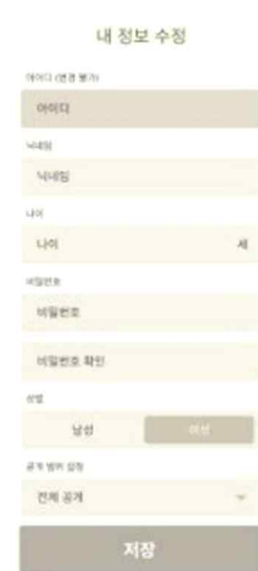 내 정보 수정
아이디 (변경 불가)
아이디
닉네임
닉네임
나이
나이 세
비밀번호
비밀번호
비밀번호 확인
성별
남성 여성
공개 범위 설정
전체 공개
저장